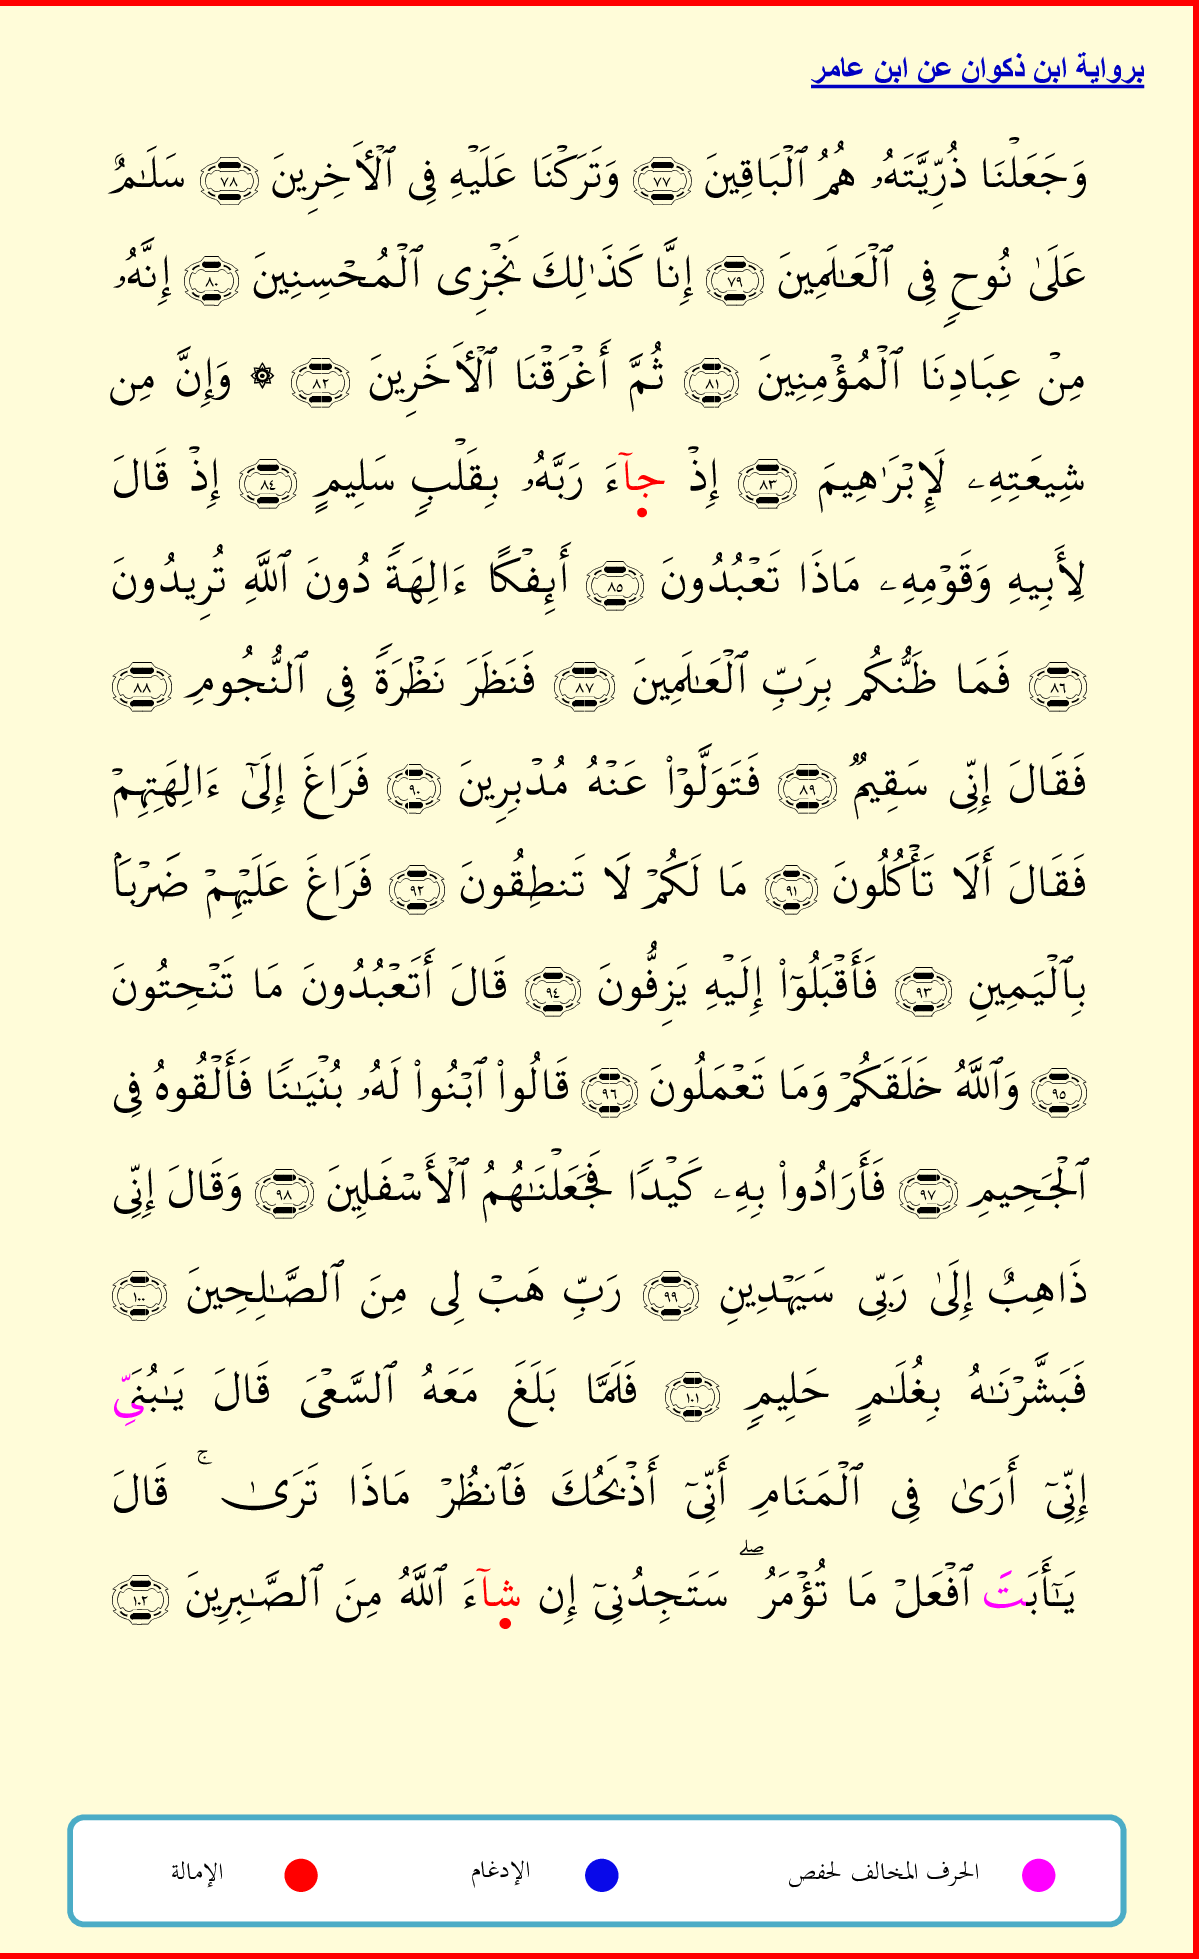 برواية ابن ذكوان عن ابن عامر
وَجَعَلْنَا ذُرِّيَّتَهُۥ هُمُ ٱلْبَاقِينَ ٧٧ وَتَرَكْنَا عَلَيْهِ فِى ٱلْأَخِرِينَ ٧٨ سَلَـٰمٌ
عَلَىٰ نُوحٍ فِى ٱلْعَـٰلَمِينَ ٧٩ إِنَّا كَذَٰلِكَ نَجْزِى ٱلْمُحْسِنِينَ ٨٠ إِنَّهُۥ
مِنْ عِبَادِنَا ٱلْمُؤْمِنِينَ ٨١ ثُمَّ أَغْرَقْنَا ٱلْأَخَرِينَ ٨٢ ۞ وَإِنَّ مِن
شِيعَتِهِۦ لَإِبْرَٰهِيمَ ٨٣ إِذْ جَآءَ رَبَّهُۥ بِقَلْبٍ سَلِيمٍ ٨٤ إِذْ قَالَ
لِأَبِيهِ وَقَوْمِهِۦ مَاذَا تَعْبُدُونَ ٨٥ أَئِفْكًا ءَالِهَةً دُونَ ٱللَّهِ تُرِيدُونَ
٨٦ فَمَا ظَنُّكُم بِرَبِّ ٱلْعَـٰلَمِينَ ٨٧ فَنَظَرَ نَظْرَةً فِى ٱلنُّجُومِ ٨٨
فَقَالَ إِنِّى سَقِيمٌ ٨٩ فَتَوَلَّوْا۟ عَنْهُ مُدْبِرِينَ ٩٠ فَرَاغَ إِلَىٰٓ ءَالِهَتِهِمْ
فَقَالَ أَلَا تَأْكُلُونَ ٩١ مَا لَكُمْ لَا تَنطِقُونَ ٩٢ فَرَاغَ عَلَيْهِمْ ضَرْبًۢا
بِٱلْيَمِينِ ٩٣ فَأَقْبَلُوٓا۟ إِلَيْهِ يَزِفُّونَ ٩٤ قَالَ أَتَعْبُدُونَ مَا تَنْحِتُونَ
٩٥ وَٱللَّهُ خَلَقَكُمْ وَمَا تَعْمَلُونَ ٩٦ قَالُوا۟ ٱبْنُوا۟ لَهُۥ بُنْيَـٰنًا فَأَلْقُوهُ فِى
ٱلْجَحِيمِ ٩٧ فَأَرَادُوا۟ بِهِۦ كَيْدًا فَجَعَلْنَـٰهُمُ ٱلْأَسْفَلِينَ ٩٨ وَقَالَ إِنِّى
ذَاهِبٌ إِلَىٰ رَبِّى سَيَهْدِينِ ٩٩ رَبِّ هَبْ لِى مِنَ ٱلصَّـٰلِحِينَ ١٠٠
فَبَشَّرْنَـٰهُ بِغُلَـٰمٍ حَلِيمٍ ١٠١ فَلَمَّا بَلَغَ مَعَهُ ٱلسَّعْىَ قَالَ يَـٰبُنَىِّ
إِنِّىٓ أَرَىٰ فِى ٱلْمَنَامِ أَنِّىٓ أَذْبَحُكَ فَٱنظُرْ مَاذَا تَرَىٰ ۚ قَالَ
يَـٰٓأَبَتَ ٱفْعَلْ مَا تُؤْمَرُ ۖ سَتَجِدُنِىٓ إِن شَآءَ ٱللَّهُ مِنَ ٱلصَّـٰبِرِينَ ١٠٢
الحرف المخالف لحفص الإدغام الإمالة